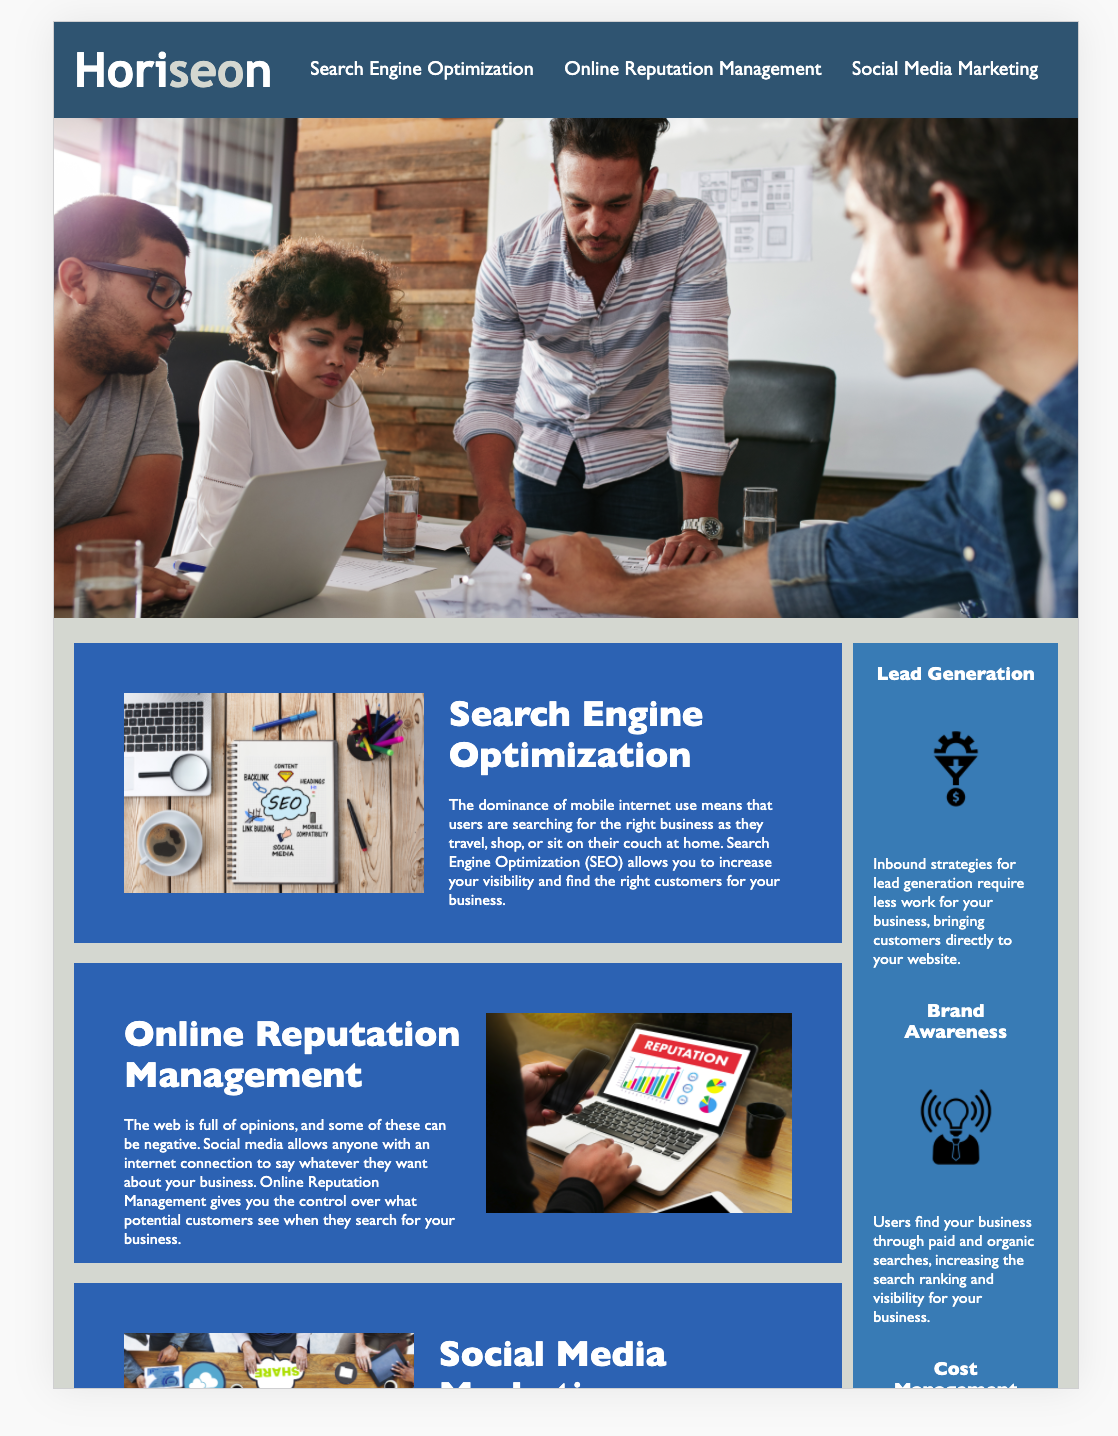 Horiseon
Search Engine Optimization
Online Reputation Management
Social Media Marketing
Search Engine
Optimization
The dominance of mobile internet use means that
users are searching for the right business as they
travel, shop, or sit on their couch at home. Search
Engine Optimization (SEO) allows you to increase
your visibility and find the right customers for your
business.
CONTENT
BACKLINK
HEADINGS
SEO
LINK BUILDING
MOBILE
COMPATIBILITY
SOCIAL
MEDIA
Online Reputation
Management
The web is full of opinions, and some of these can
be negative. Social media allows anyone with an
internet connection to say whatever they want
about your business. Online Reputation
Management gives you the control over what
potential customers see when they search for your
business.
REPUTATION
Social Media
SHARE
Lead Generation
$
Inbound strategies for
lead generation require
less work for your
business, bringing
customers directly to
your website.
Brand
Awareness
Users find your business
through paid and organic
searches, increasing the
search ranking and
visibility for your
business.
Cost
Management